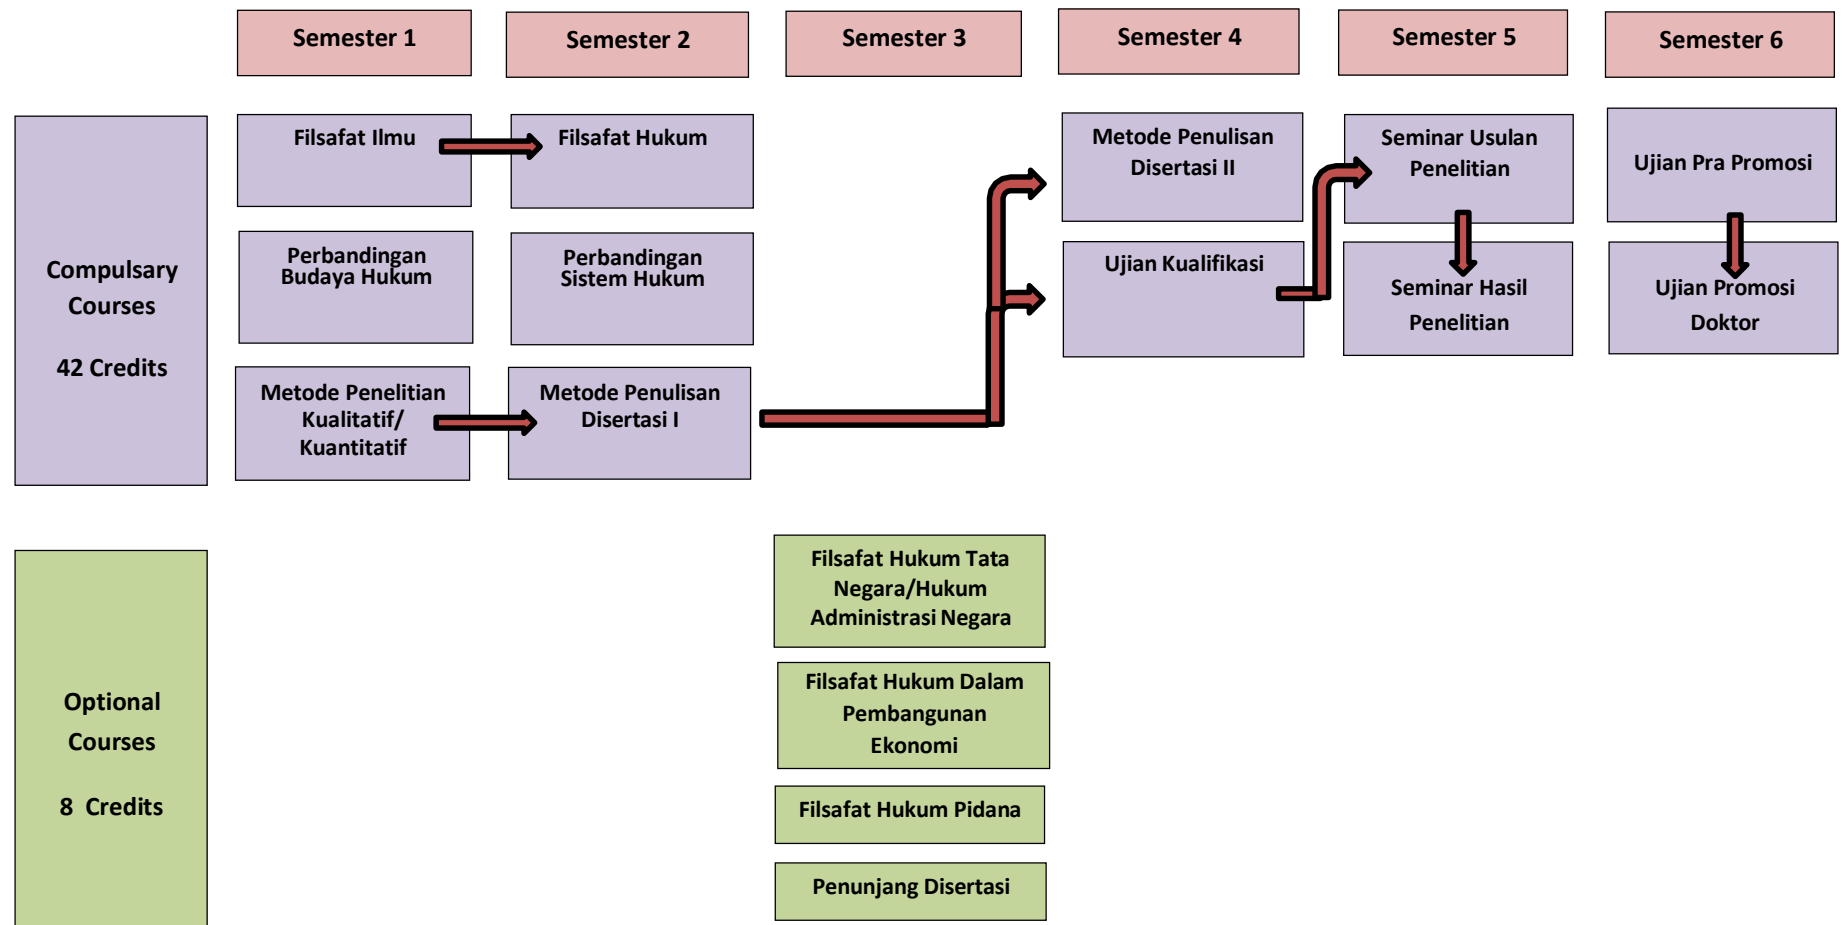 Semester 1
Semester 2
Semester 3
Semester 4
Semester 5
Semester 6
Compulsary
Courses
42 Credits
Filsafat Ilmu
Filsafat Hukum
Metode Penulisan
Disertasi II
Seminar Usulan
Penelitian
Ujian Pra Promosi
Perbandingan
Budaya Hukum
Perbandingan
Sistem Hukum
Ujian Kualifikasi
Seminar Hasil
Penelitian
Ujian Promosi
Doktor
Metode Penelitian
Kualitatif/
Kuantitatif
Metode Penulisan
Disertasi I
Optional
Courses
8 Credits
Filsafat Hukum Tata
Negara/Hukum
Administrasi Negara
Filsafat Hukum Dalam
Pembangunan
Ekonomi
Filsafat Hukum Pidana
Penunjang Disertasi